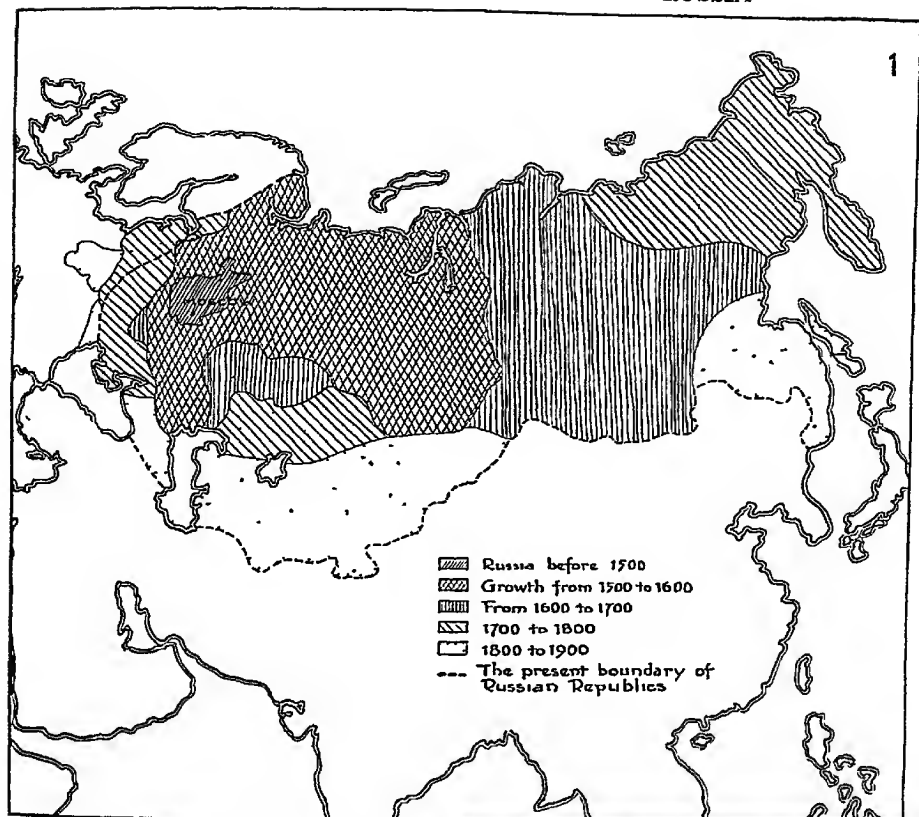 1
MOSCOW
Russia before 1500
Growth from 1500 to 1600
From 1600 to 1700
1700 to 1800
1800 to 1900
The present boundary of
Russian Republics